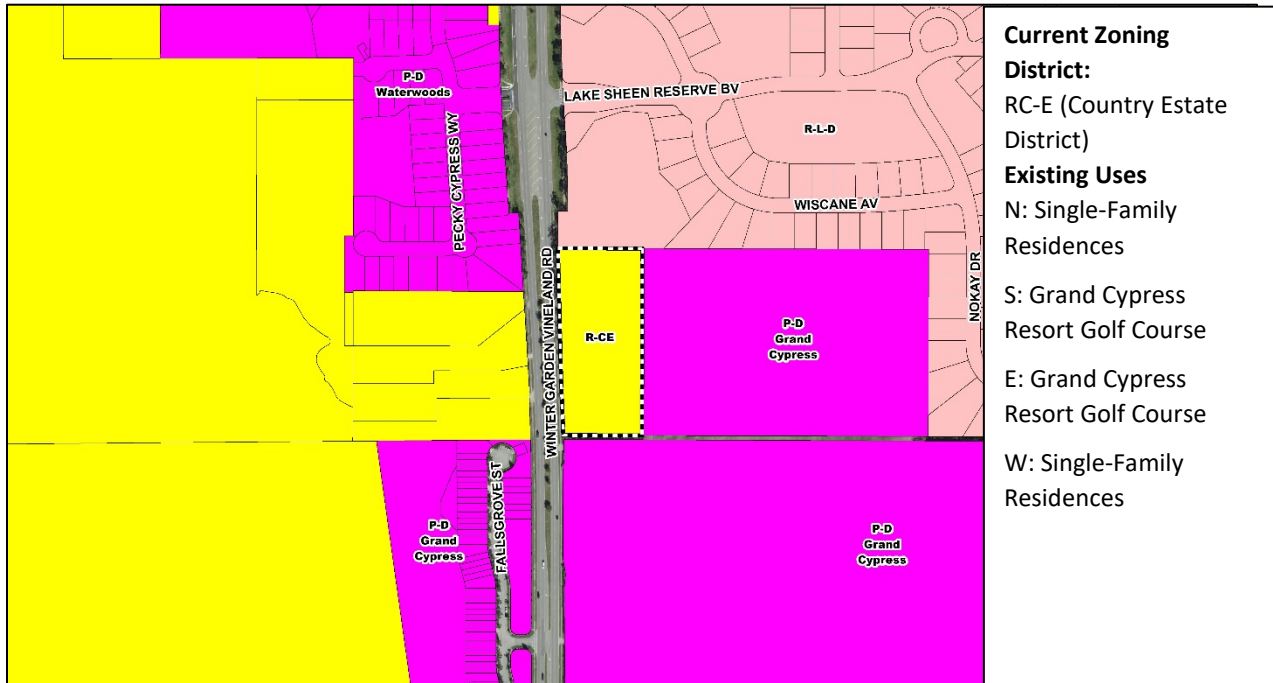 P-D
Waterwoods
PECKY CYPRESS WY
LAKE SHEEN RESERVE BV
R-L-D
WISCANE AV
NOKAY DR
WINTER GARDEN VINELAND RD
R-CE
P-D
Grand
Cypress
P-D
Grand
Cypress
FALLSGROVE ST
P-D
Grand
Cypress
Current Zoning
District:
RC-E (Country Estate
District)
Existing Uses
N: Single-Family
Residences
S: Grand Cypress
Resort Golf Course
E: Grand Cypress
Resort Golf Course
W: Single-Family
Residences